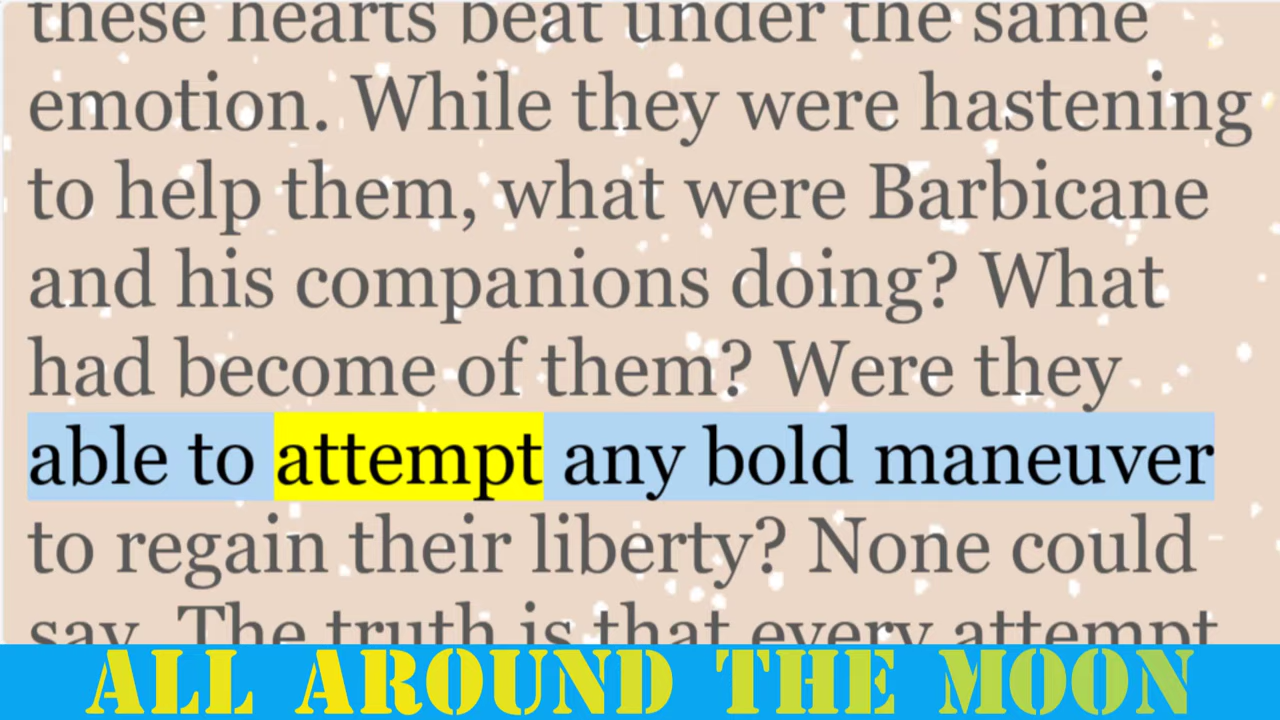 these hearts beat under the same
emotion. While they were hastening
to help them, what were Barbicane
and his companions doing? What
had become of them? Were they
able to attempt any bold maneuver
to regain their liberty? None could
say. The truth is that every attempt
ALL AROUND THE MOON